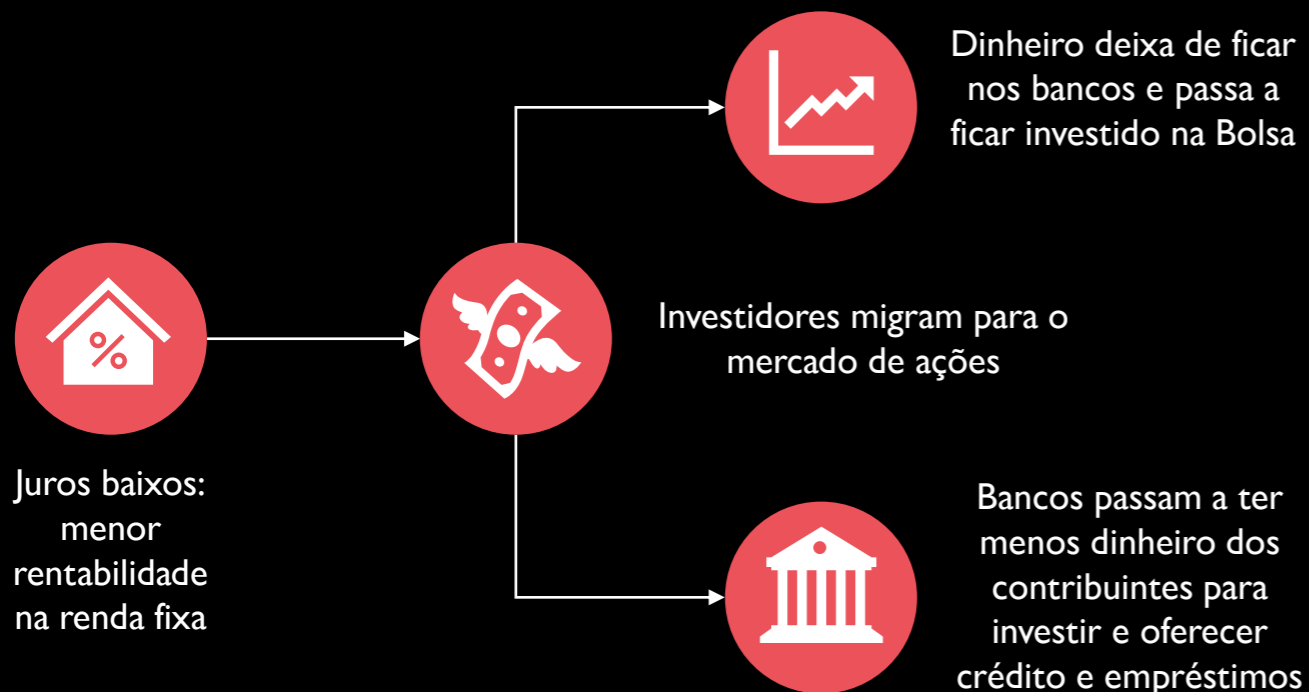 Dinheiro deixa de ficar
nos bancos e passa a
ficar investido na Bolsa
%
Investidores migram para o
mercado de ações
Juros baixos:
menor
rentabilidade
na renda fixa
Bancos passam a ter
menos dinheiro dos
contribuintes para
investir e oferecer
crédito e empréstimos